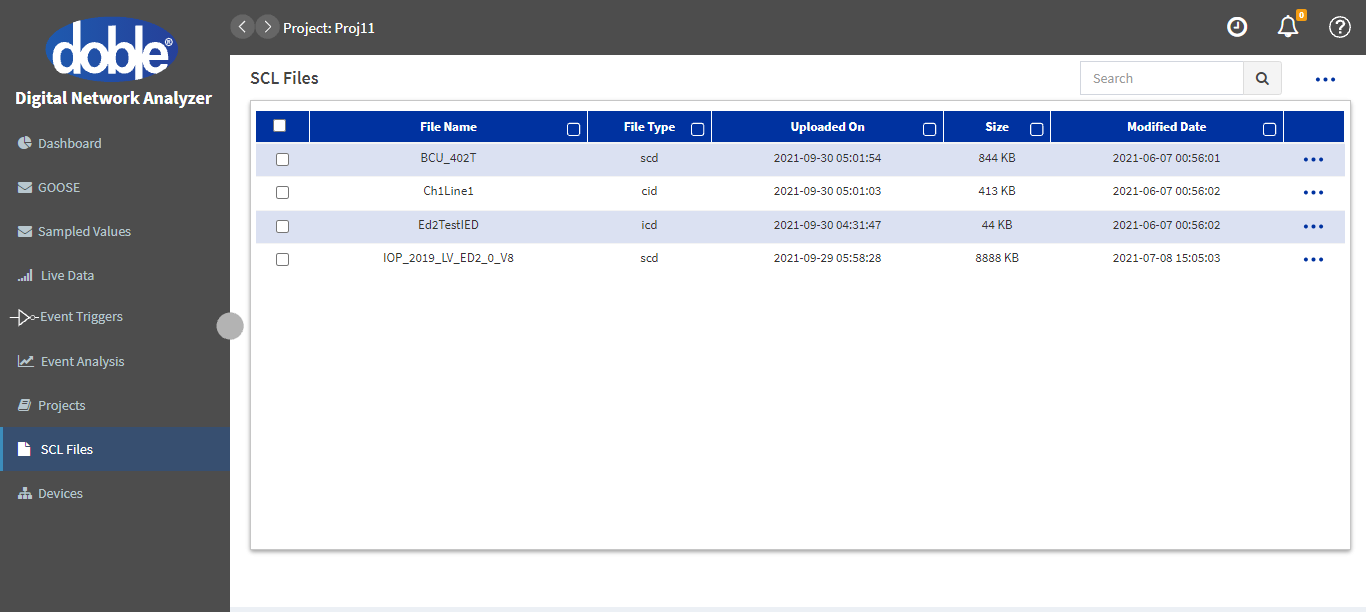 doble®
Digital Network Analyzer
Dashboard
GOOSE
Sampled Values
Live Data
Event Triggers
Event Analysis
Projects
SCL Files
Devices
Project: Proj11
0
SCL Files
Search
File Name File Type Uploaded On Size Modified Date
BCU_402T scd 2021-09-30 05:01:54 844 KB 2021-06-07 00:56:01
Ch1Line1 cid 2021-09-30 05:01:03 413 KB 2021-06-07 00:56:02
Ed2TestIED icd 2021-09-30 04:31:47 44 KB 2021-06-07 00:56:02
IOP_2019_LV_ED2_0_V8 scd 2021-09-29 05:58:28 8888 KB 2021-07-08 15:05:03